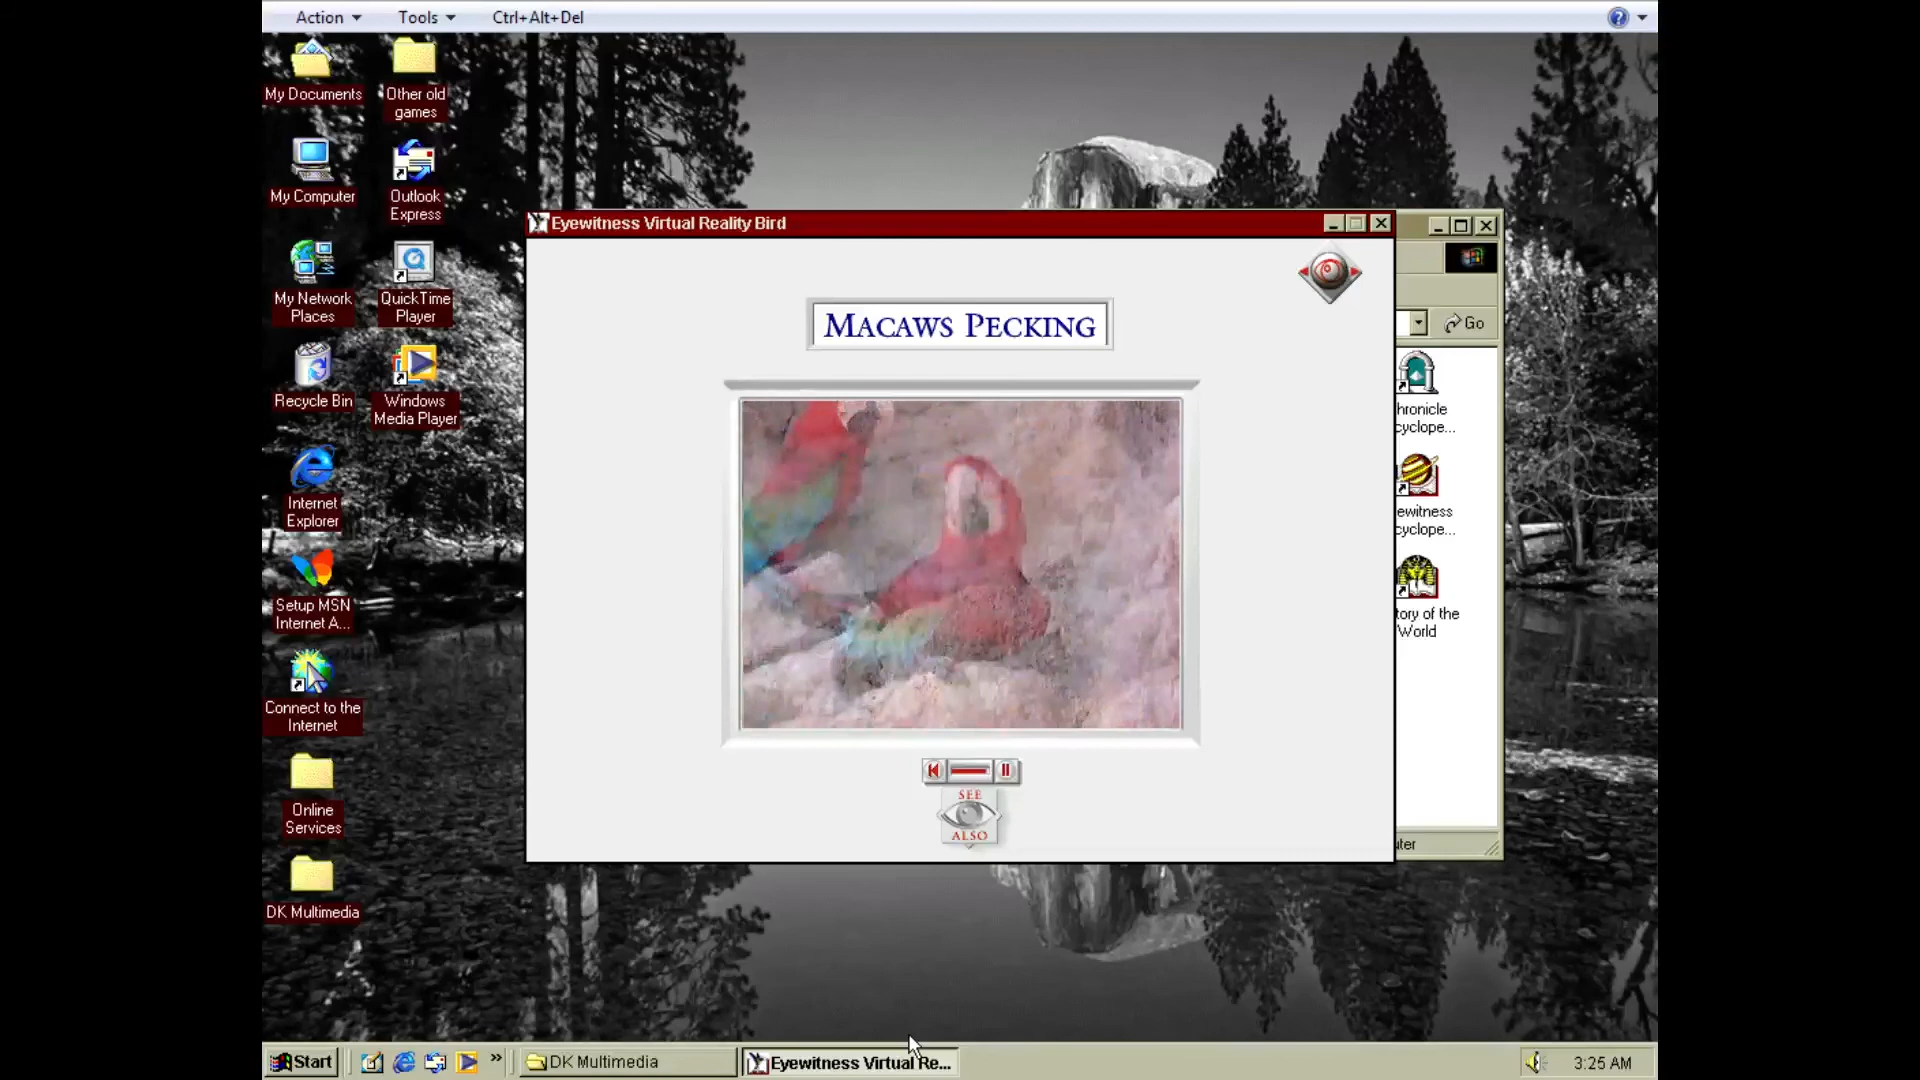 Action
Tools
Ctrl+Alt+Del
My Documents
Other old
games
My Computer
Outlook
Express
My Network
Places
QuickTime
Player
Recycle Bin
Windows
Media Player
Internet
Explorer
Setup MSN
Internet A...
Connect to the
Internet
Online
Services
DK Multimedia
Eyewitness Virtual Reality Bird
MACAWS PECKING
SEE
ALSO
Go
hronicle
cyclope...
ewitness
cyclope...
tory of the
World
uter
Start
DK Multimedia
Eyewitness Virtual Re...
3:25 AM